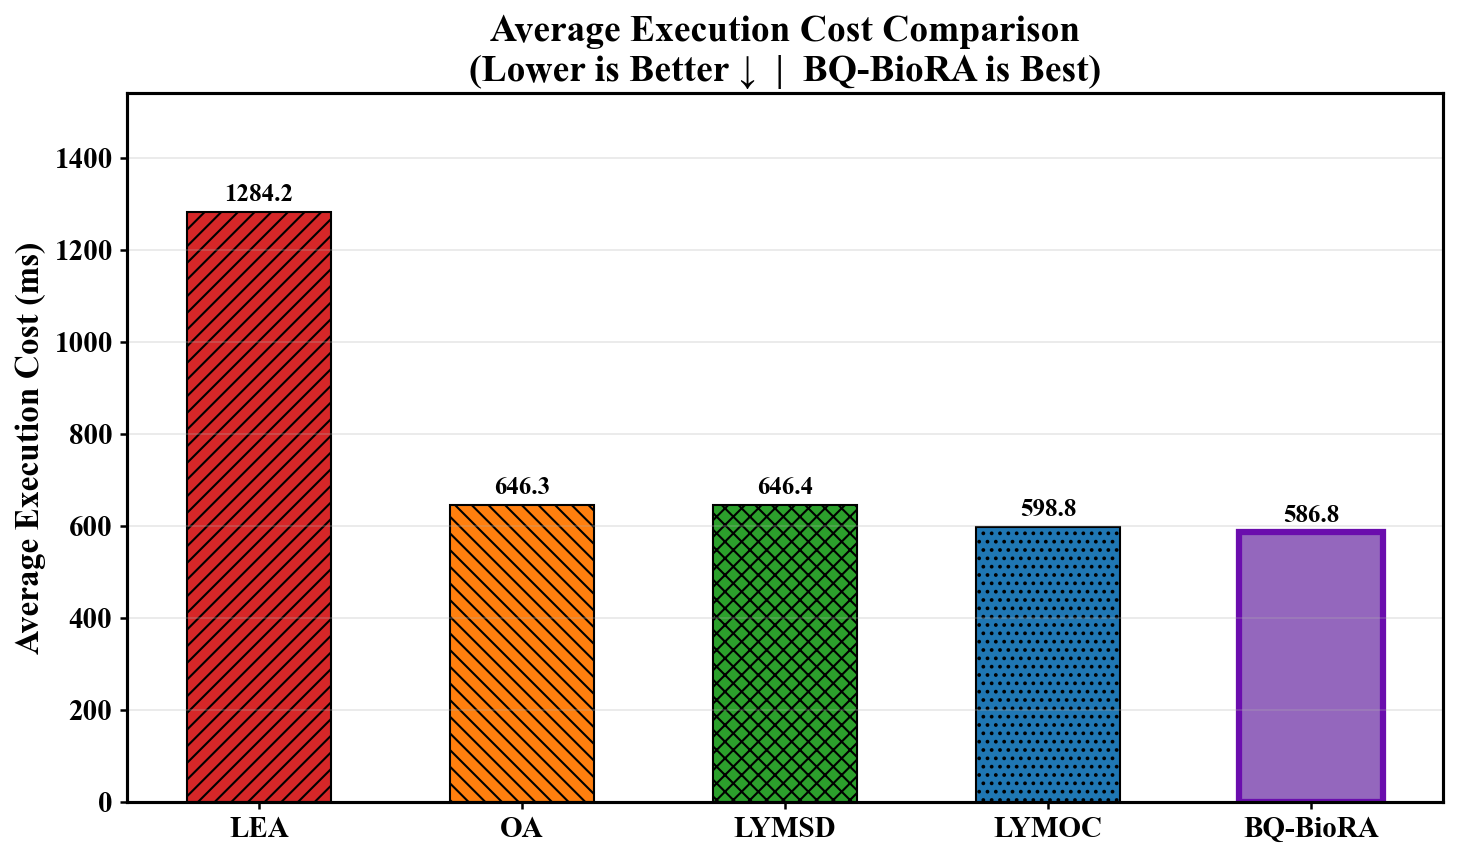 Average Execution Cost Comparison
(Lower is Better ↓ | BQ-BioRA is Best)
Average Execution Cost (ms)
1400
1200
1000
800
600
400
200
0
1284.2
646.3
646.4
598.8
586.8
LEA
OA
LYMSD
LYMOC
BQ-BioRA